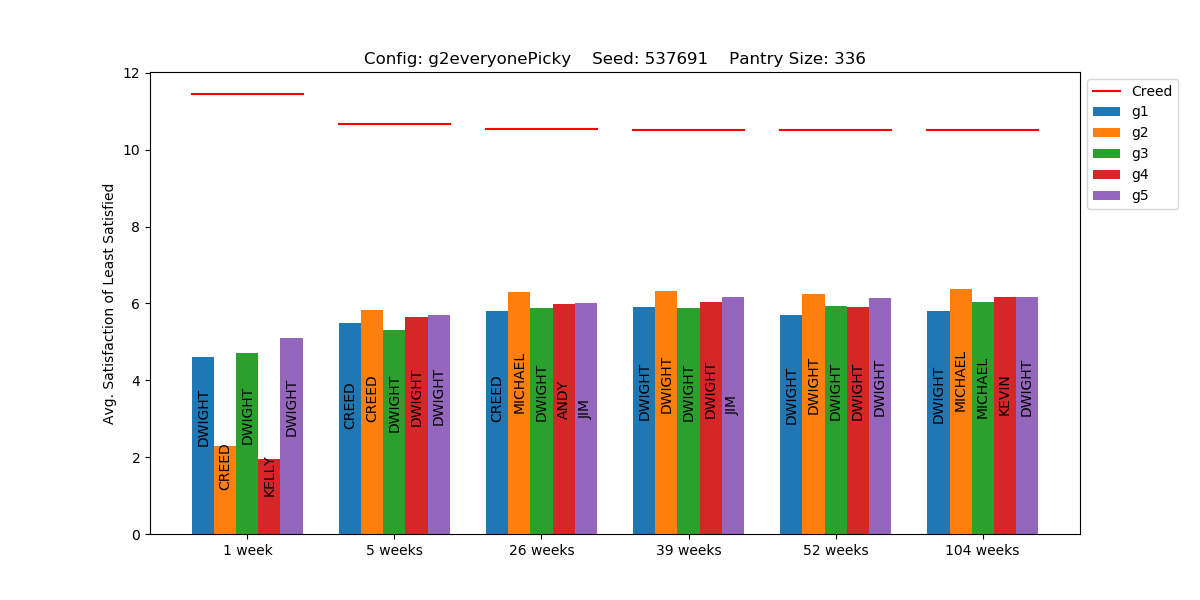 Config: g2everyonePicky    Seed: 537691    Pantry Size: 336
Avg. Satisfaction of Least Satisfied
12
10
8
6
4
2
0
DWIGHT
CREED
DWIGHT
KELLY
DWIGHT
CREED
CREED
DWIGHT
DWIGHT
DWIGHT
CREED
MICHAEL
DWIGHT
ANDY
JIM
DWIGHT
DWIGHT
DWIGHT
DWIGHT
JIM
DWIGHT
DWIGHT
DWIGHT
DWIGHT
DWIGHT
DWIGHT
MICHAEL
MICHAEL
KEVIN
DWIGHT
1 week
5 weeks
26 weeks
39 weeks
52 weeks
104 weeks
Creed
g1
g2
g3
g4
g5